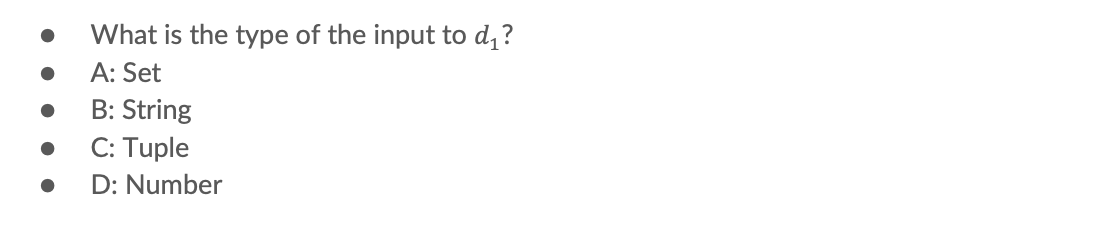 ● What is the type of the input to d₁?
● A: Set
● B: String
● C: Tuple
● D: Number